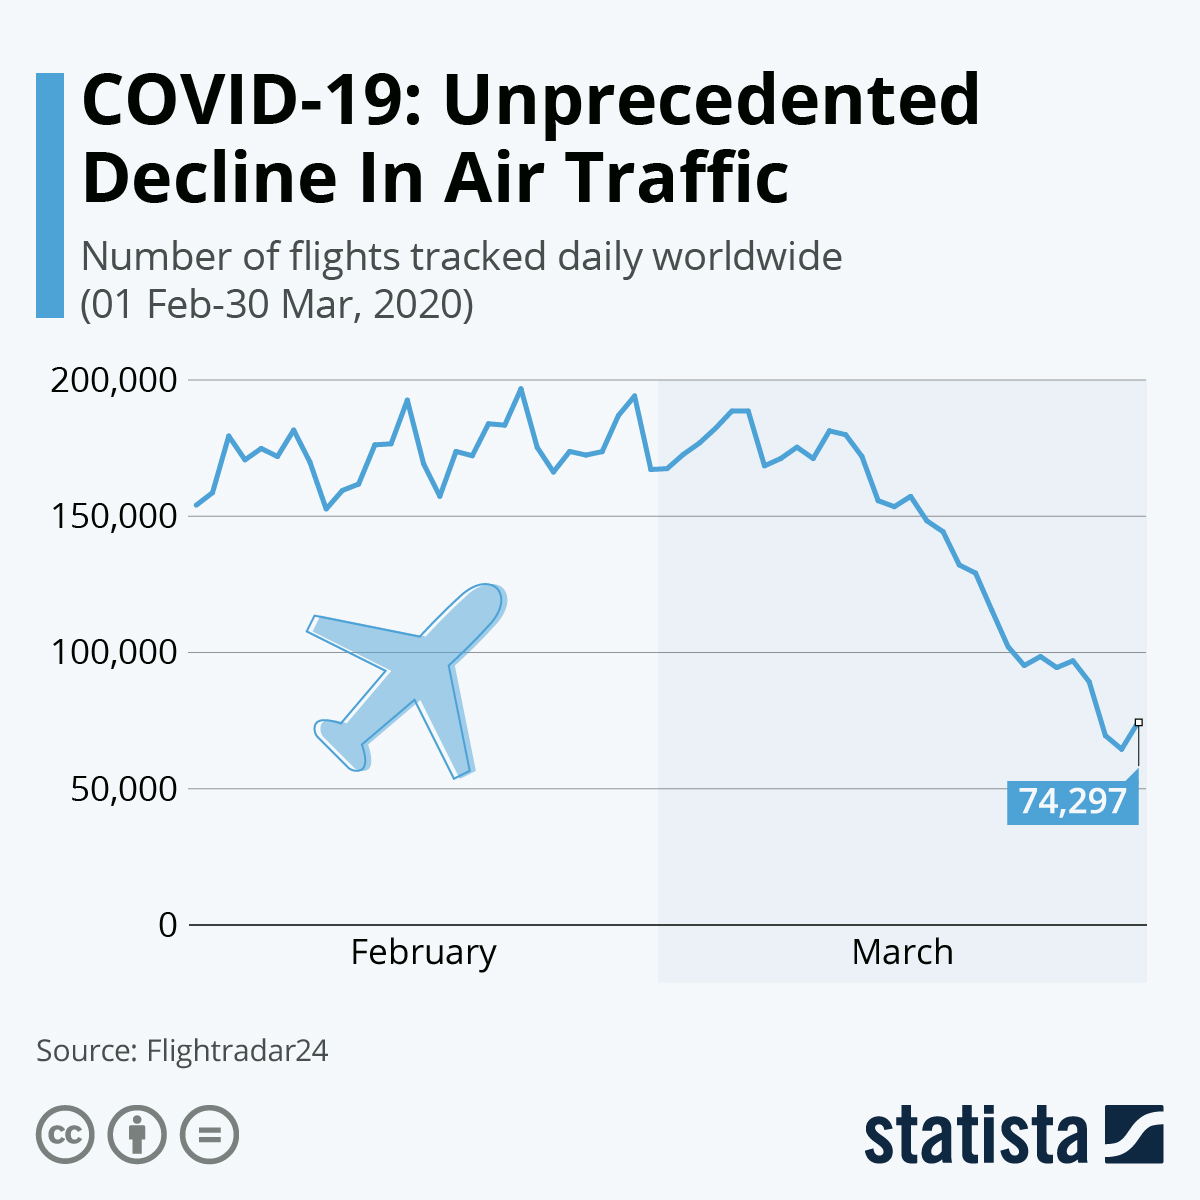 COVID-19: Unprecedented
Decline In Air Traffic
Number of flights tracked daily worldwide
(01 Feb-30 Mar, 2020)
200,000
150,000
100,000
50,000
74,297
0
February
March
Source: Flightradar24
cc
=
statista